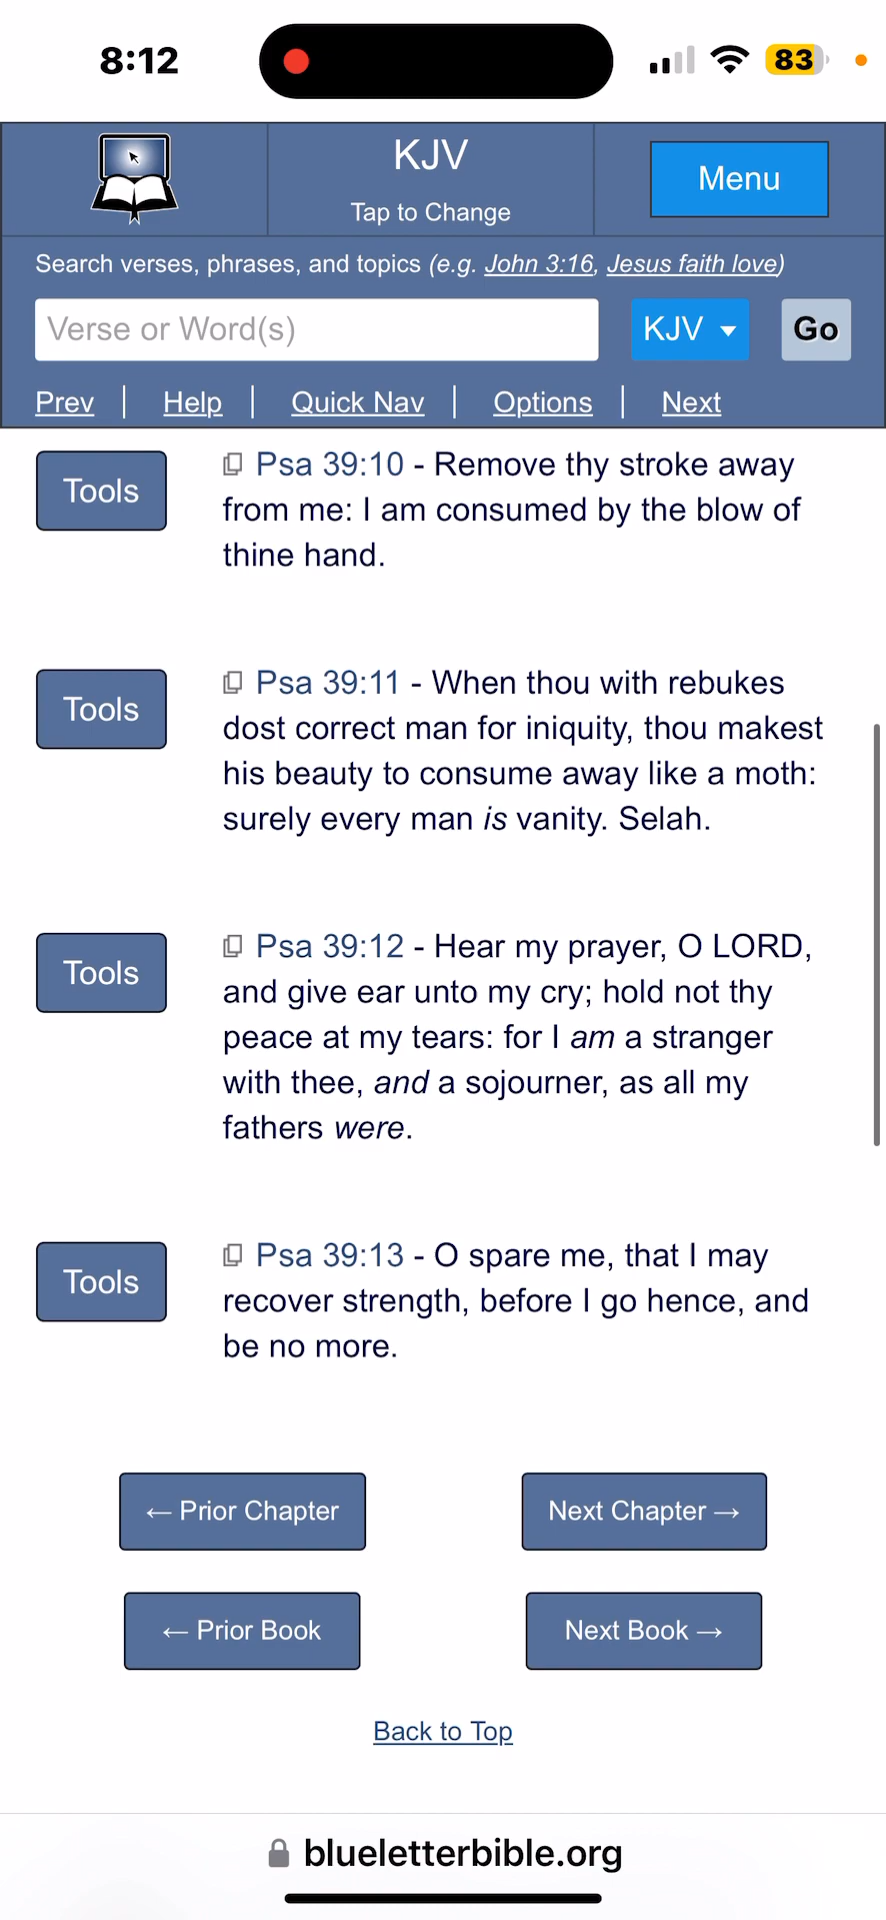 8:12
83
KJV
Tap to Change
Menu
Search verses, phrases, and topics (e.g. John 3:16, Jesus faith love)
Verse or Word(s)
KJV
Go
Prev | Help | Quick Nav | Options | Next
Tools
Psa 39:10 - Remove thy stroke away
from me: I am consumed by the blow of
thine hand.
Tools
Psa 39:11 - When thou with rebukes
dost correct man for iniquity, thou makest
his beauty to consume away like a moth:
surely every man is vanity. Selah.
Tools
Psa 39:12 - Hear my prayer, O LORD,
and give ear unto my cry; hold not thy
peace at my tears: for I am a stranger
with thee, and a sojourner, as all my
fathers were.
Tools
Psa 39:13 - O spare me, that I may
recover strength, before I go hence, and
be no more.
← Prior Chapter
Next Chapter →
← Prior Book
Next Book →
Back to Top
blueletterbible.org